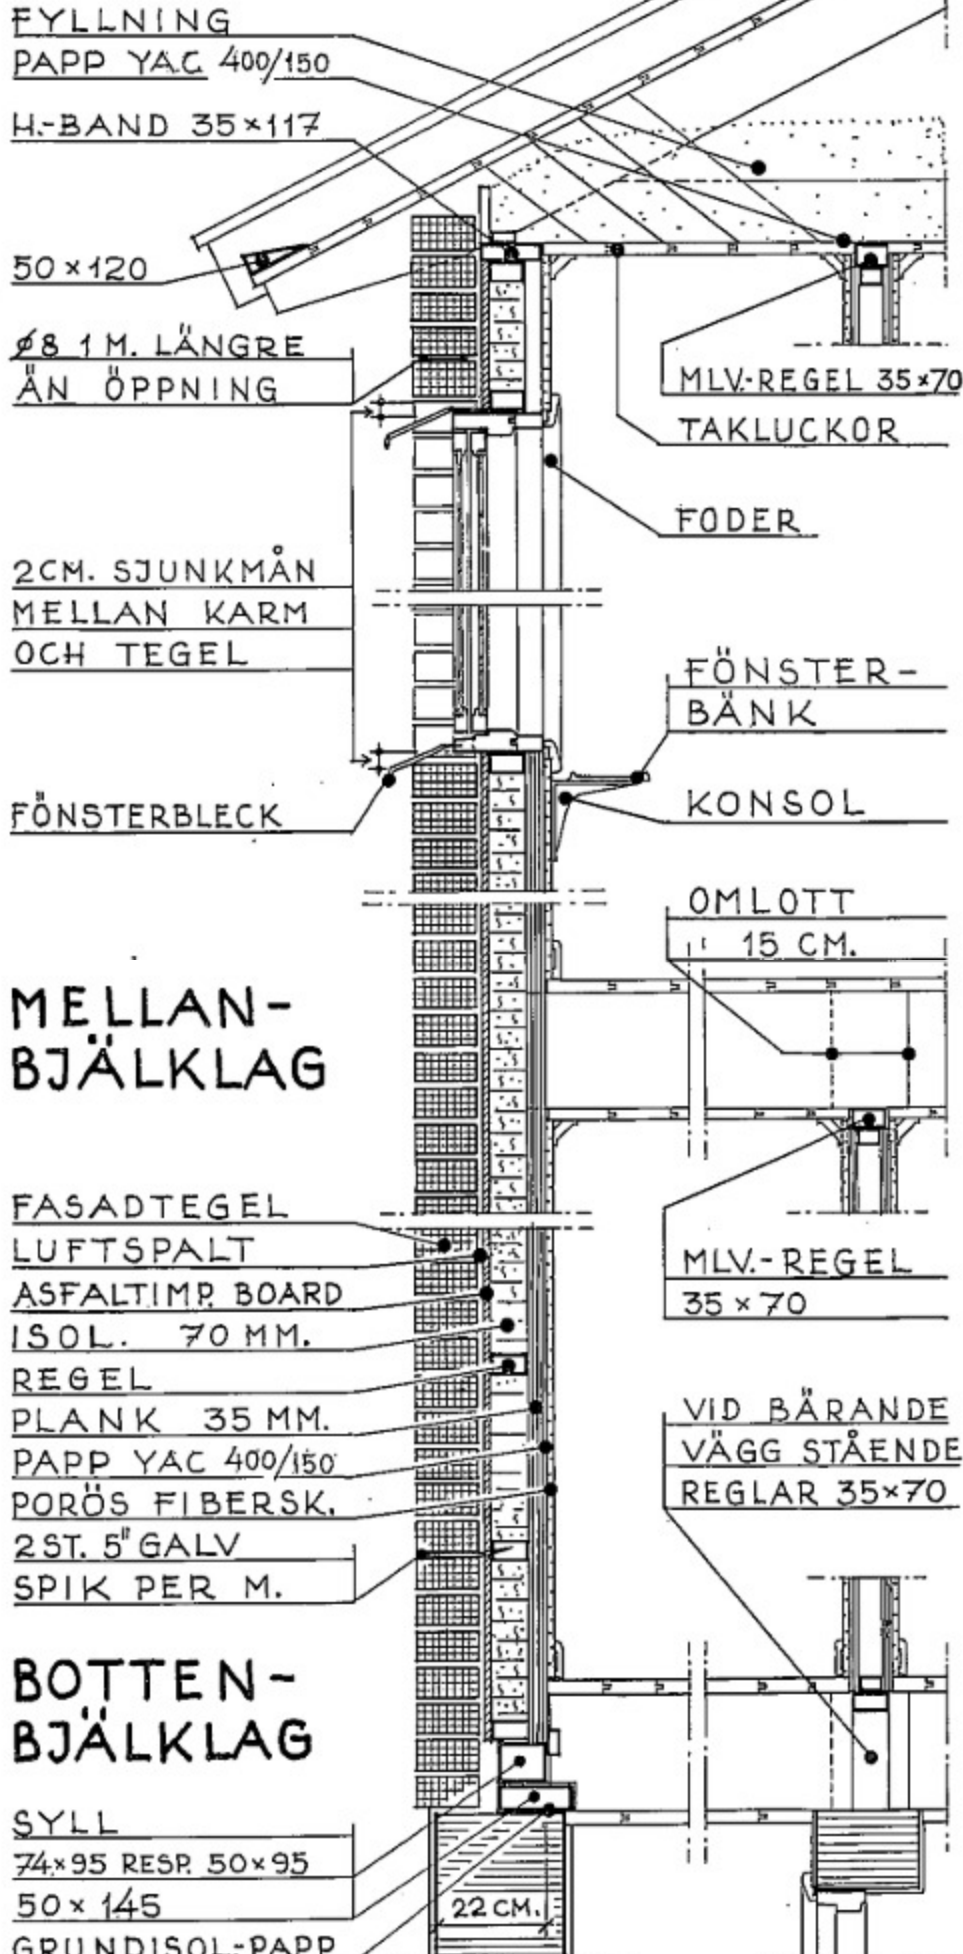 FYLLNING
PAPP YAC 400/150
H.-BAND 35×117
50×120
ø8 1 M. LÄNGRE
ÄN ÖPPNING
MLV.-REGEL 35×70
TAKLUCKOR
FODER
2CM. SJUNKMÅN
MELLAN KARM
OCH TEGEL
FÖNSTER-
BÄNK
KONSOL
FÖNSTERBLECK
OMLOTT
15 CM.
MELLAN-
BJÄLKLAG
FASADTEGEL
LUFTSPALT
ASFALTIMP. BOARD
ISOL. 70 MM.
REGEL
PLANK 35 MM.
PAPP YAC 400/150
PORÖS FIBERSK.
2 ST. 5" GALV
SPIK PER M.
MLV.-REGEL
35×70
VID BÄRANDE
VÄGG STÅENDE
REGLAR 35×70
BOTTEN-
BJÄLKLAG
SYLL
74×95 RESP. 50×95
50×145
GRUNDISOL-PAPP
22 CM.